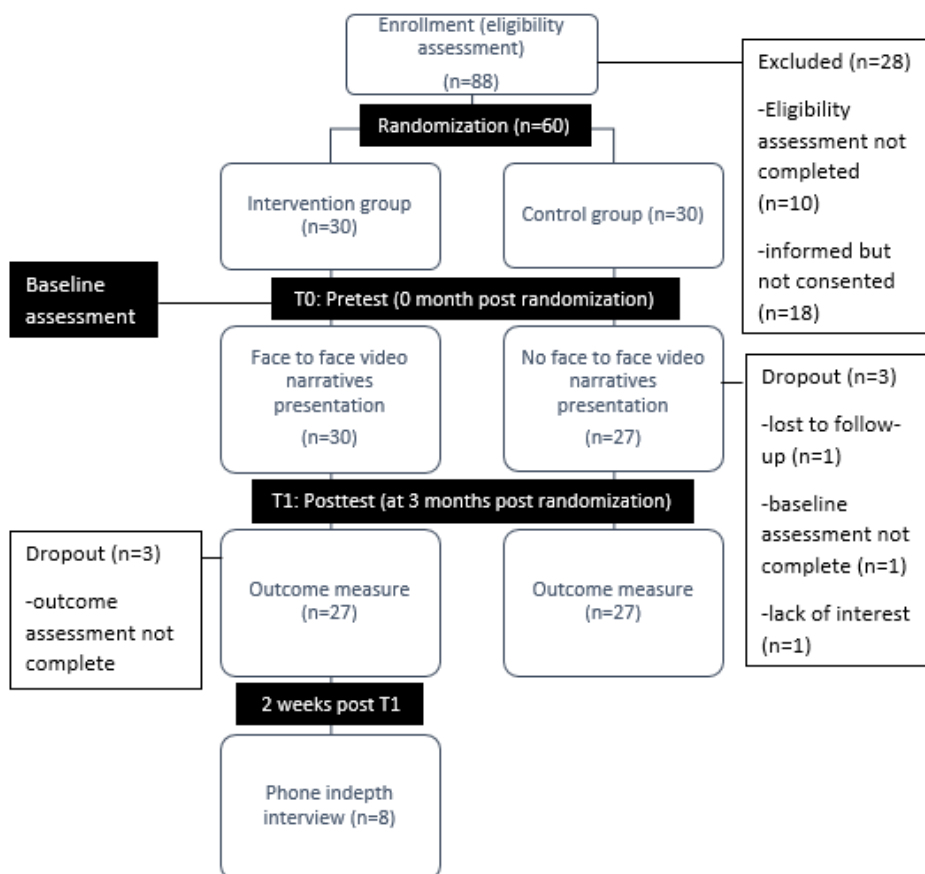 Enrollment (eligibility
assessment)
(n=88)
Excluded (n=28)
-Eligibility
assessment not
completed
(n=10)
-informed but
not consented
(n=18)
Randomization (n=60)
Intervention group
(n=30)
Control group (n=30)
Baseline
assessment
T0: Pretest (0 month post randomization)
Face to face video
narratives
presentation
(n=30)
No face to face video
narratives
presentation
(n=27)
Dropout (n=3)
-lost to follow-
up (n=1)
-baseline
assessment not
complete (n=1)
-lack of interest
(n=1)
T1: Posttest (at 3 months post randomization)
Dropout (n=3)
-outcome
assessment not
complete
Outcome measure
(n=27)
Outcome measure
(n=27)
2 weeks post T1
Phone indepth
interview (n=8)